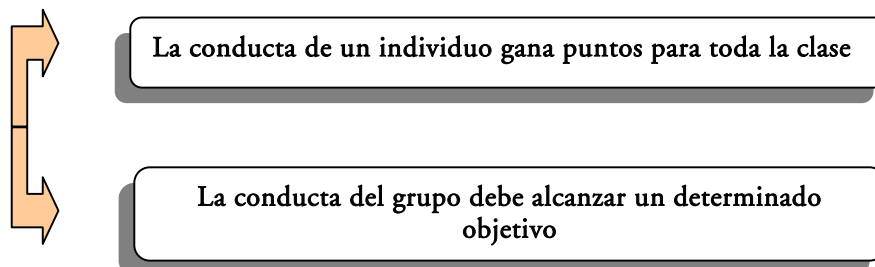 La conducta de un individuo gana puntos para toda la clase
La conducta del grupo debe alcanzar un determinado
objetivo